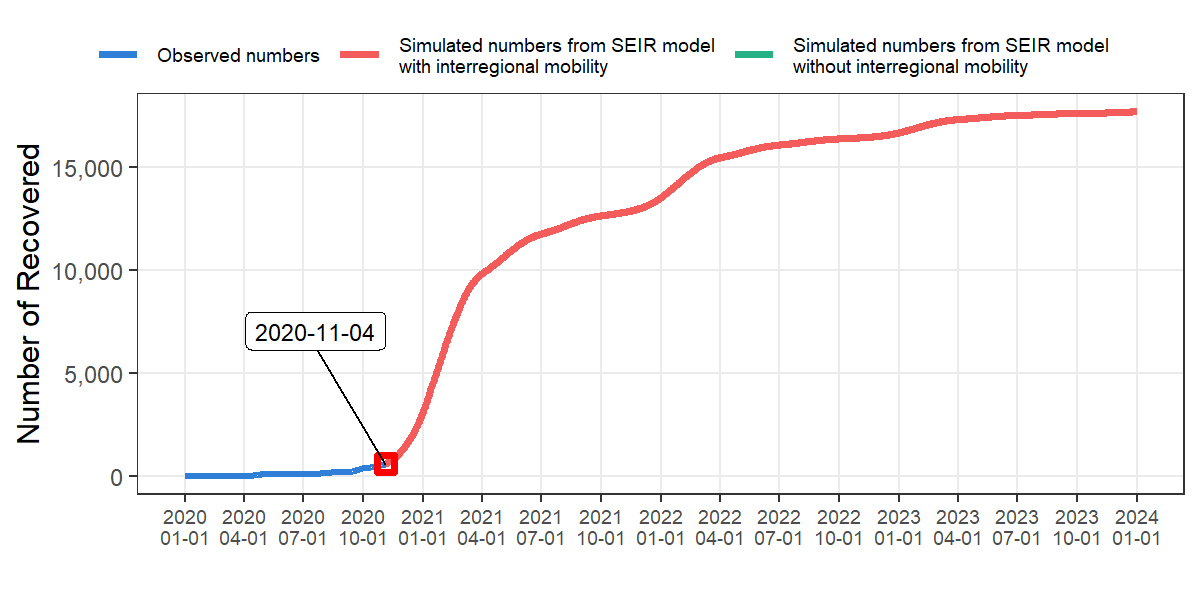 Observed numbers
Simulated numbers from SEIR model
with interregional mobility
Simulated numbers from SEIR model
without interregional mobility
Number of Recovered
15,000
10,000
5,000
0
2020-11-04
2020 2020 2020 2020 2021 2021 2021 2021 2022 2022 2022 2022 2023 2023 2023 2023 2024
01-01 04-01 07-01 10-01 01-01 04-01 07-01 10-01 01-01 04-01 07-01 10-01 01-01 04-01 07-01 10-01 01-01